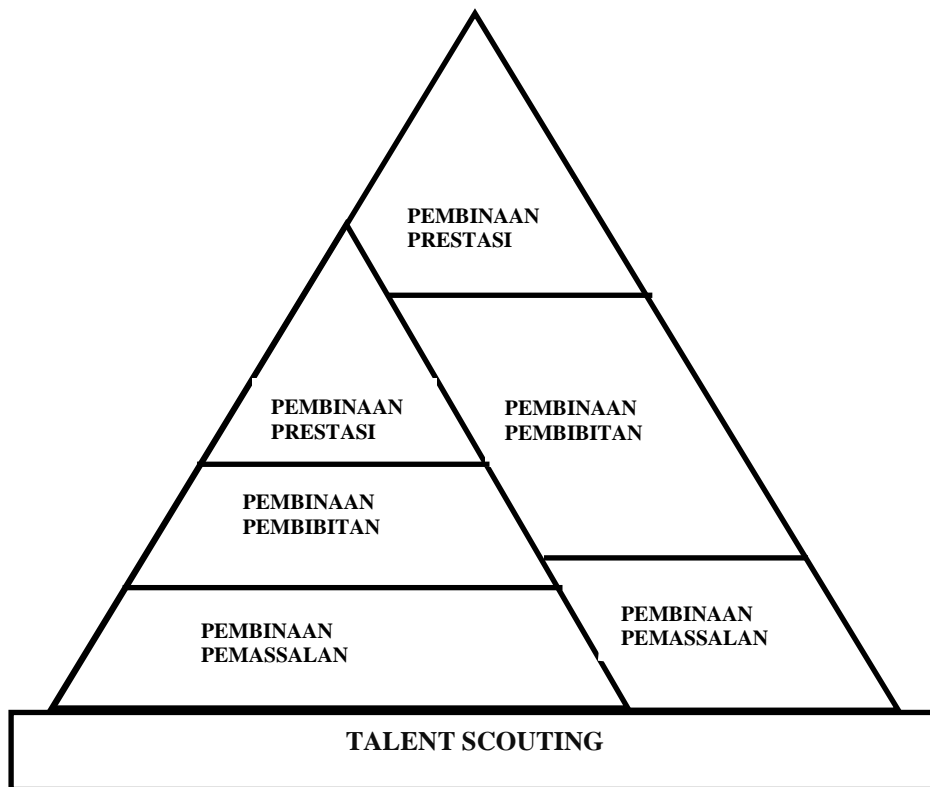 PEMBINAAN
PRESTASI
PEMBINAAN
PRESTASI
PEMBINAAN
PEMBIBITAN
PEMBINAAN
PEMBIBITAN
PEMBINAAN
PEMASSALAN
PEMBINAAN
PEMASSALAN
TALENT SCOUTING